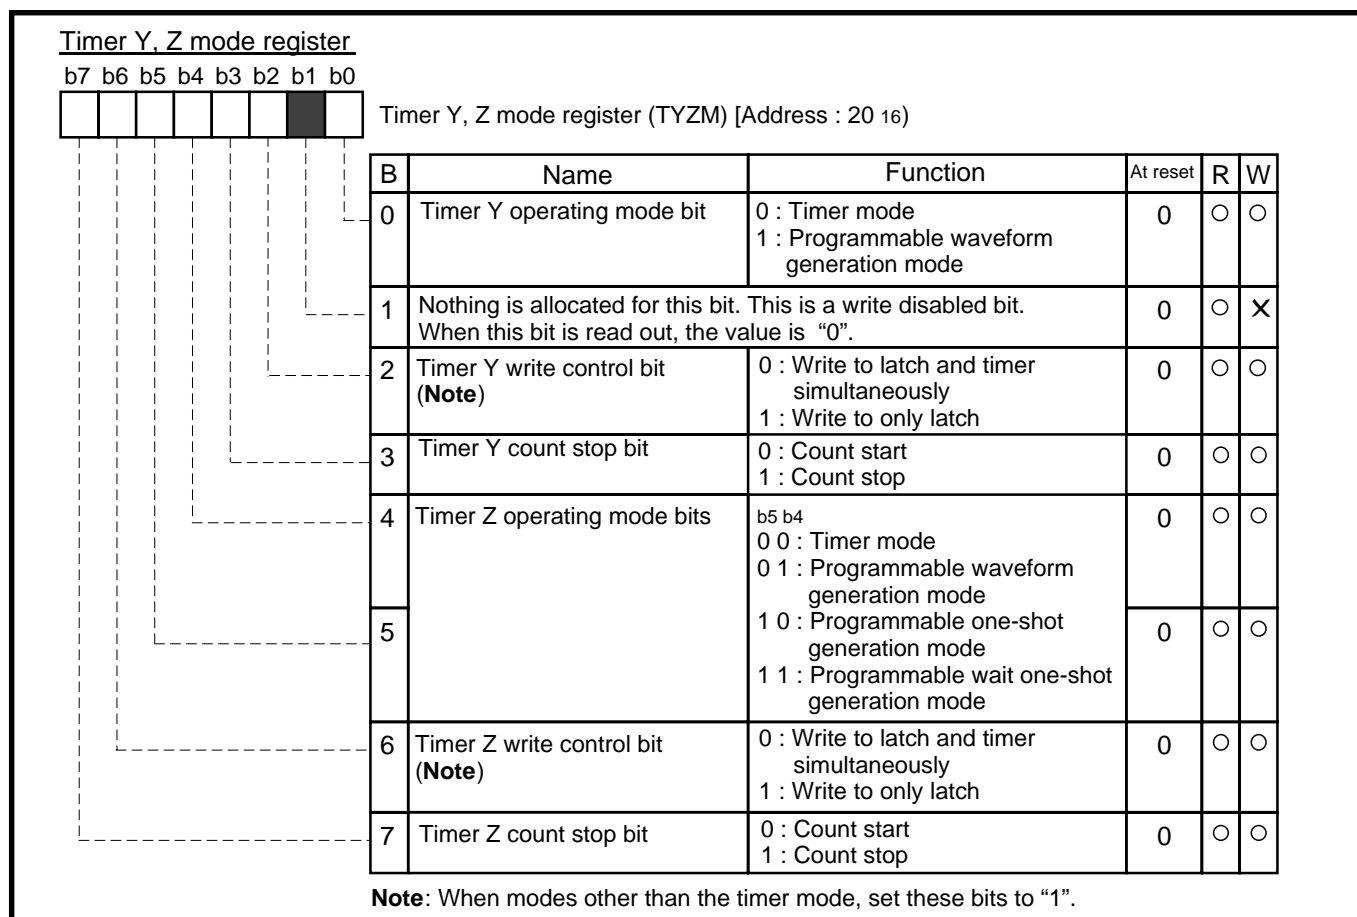 Timer Y, Z mode register
b7 b6 b5 b4 b3 b2 b1 b0
Timer Y, Z mode register (TYZM) [Address : 20 16)
B Name Function At reset R W
0 Timer Y operating mode bit 0 : Timer mode 0 ○ ○
1 : Programmable waveform
generation mode
1 Nothing is allocated for this bit. This is a write disabled bit. 0 ○ ×
When this bit is read out, the value is “0”.
2 Timer Y write control bit 0 : Write to latch and timer 0 ○ ○
(Note) simultaneously
1 : Write to only latch
3 Timer Y count stop bit 0 : Count start 0 ○ ○
1 : Count stop
4 Timer Z operating mode bits b5 b4 0 ○ ○
0 0 : Timer mode
0 1 : Programmable waveform
generation mode
5 1 0 : Programmable one-shot 0 ○ ○
generation mode
1 1 : Programmable wait one-shot
generation mode
6 Timer Z write control bit 0 : Write to latch and timer 0 ○ ○
(Note) simultaneously
1 : Write to only latch
7 Timer Z count stop bit 0 : Count start 0 ○ ○
1 : Count stop
Note: When modes other than the timer mode, set these bits to “1”.